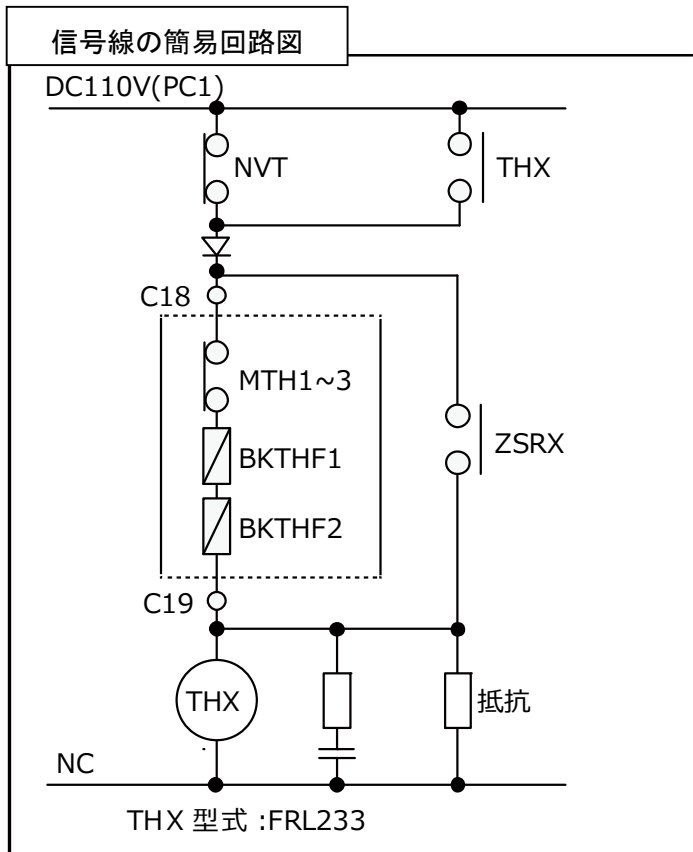 信号線の簡易回路図
DC110V(PC1)
NVT
THX
C18
MTH1~3
BKTHF1
ZSRX
BKTHF2
C19
THX
抵抗
NC
THX 型式 :FRL233